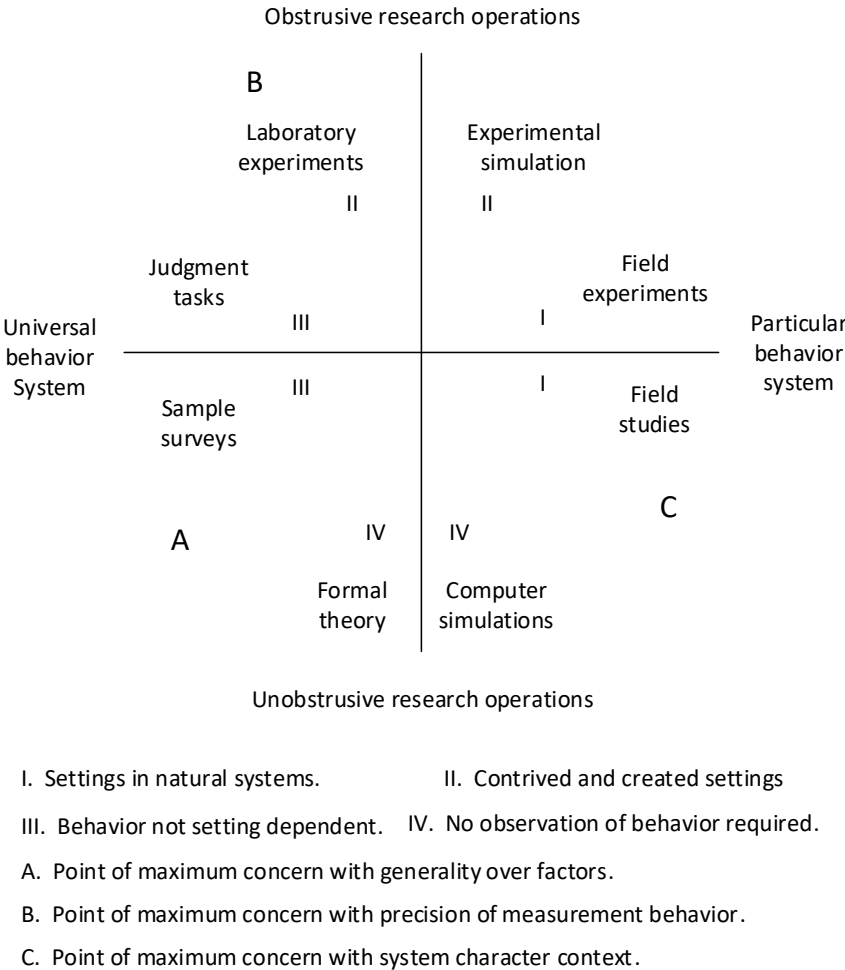 Obstrusive research operations
B
Laboratory
experiments
Experimental
simulation
II
II
Judgment
tasks
Field
experiments
III
I
Universal
behavior
System
Particular
behavior
system
III
I
Sample
surveys
Field
studies
C
A
IV
IV
Formal
theory
Computer
simulations
Unobstrusive research operations
I. Settings in natural systems.
II. Contrived and created settings
III. Behavior not setting dependent.
IV. No observation of behavior required.
A. Point of maximum concern with generality over factors.
B. Point of maximum concern with precision of measurement behavior.
C. Point of maximum concern with system character context.